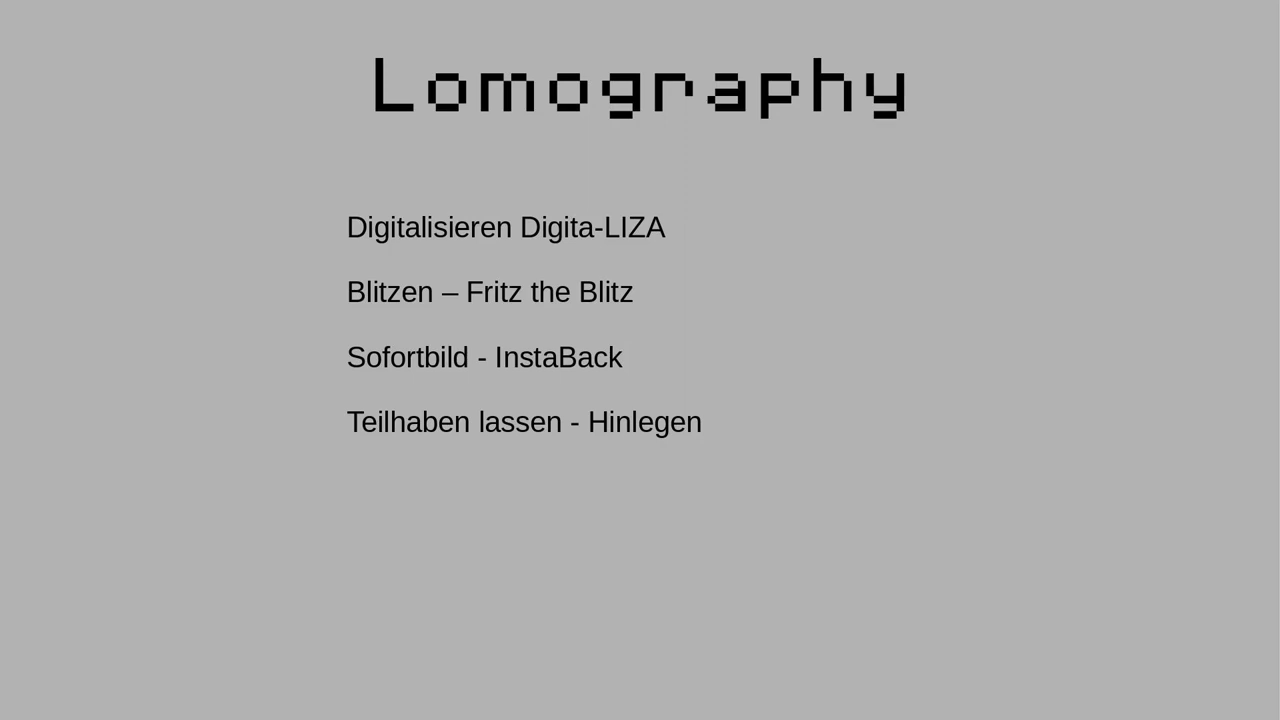 Lomography
Digitalisieren Digita-LIZA
Blitzen – Fritz the Blitz
Sofortbild - InstaBack
Teilhaben lassen - Hinlegen